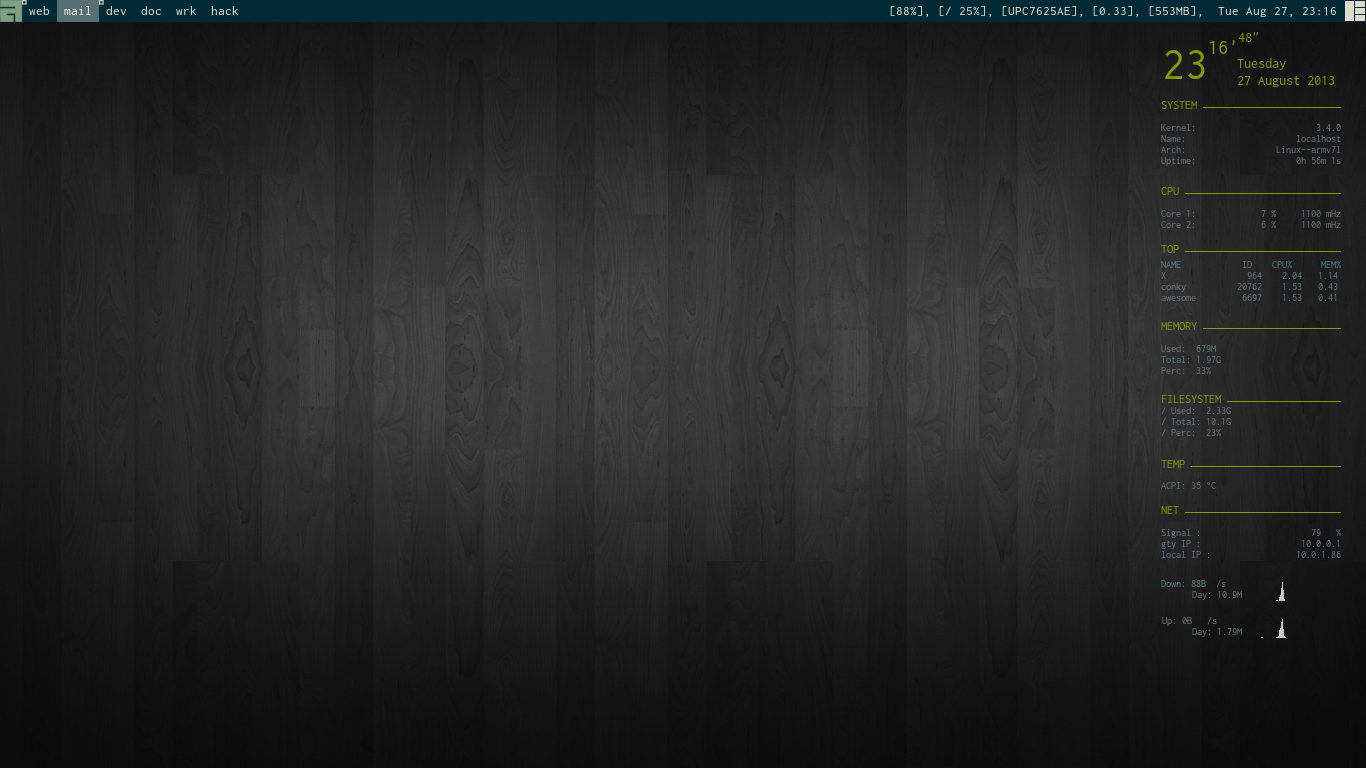 web mail dev doc wrk hack [88%], [/ 25%], [UPC7625AE], [0.33], [553MB], Tue Aug 27, 23:16
23 16' 48"
Tuesday
27 August 2013
SYSTEM
Kernel: 3.4.0
Name: localhost
Arch: Linux--armv7l
Uptime: 0h 56m 1s
CPU
Core 1: 7 % 1100 mHz
Core 2: 6 % 1100 mHz
TOP
NAME ID CPU% MEM%
X 964 2.04 1.14
conky 20762 1.53 0.43
awesome 6697 1.53 0.41
MEMORY
Used: 679M
Total: 1.97G
Perc: 33%
FILESYSTEM
/ Used: 2.33G
/ Total: 10.1G
/ Perc: 23%
TEMP
ACPI: 35 °C
NET
Signal : 79 %
gty IP : 10.0.0.1
local IP : 10.0.1.86
Down: 88B /s
Day: 10.9M
Up: 0B /s
Day: 1.79M